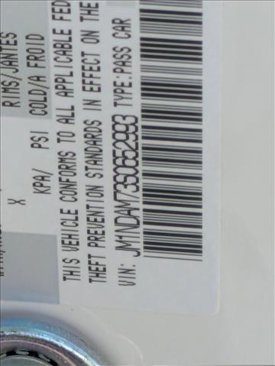 X RIMS/JANTES
KPA/ PSI COLD/A FROID
THIS VEHICLE CONFORMS TO ALL APPLICABLE FED
THEFT PREVENTION STANDARDS IN EFFECT ON THE
VIN: JM1NDAM73S0652993 TYPE:PASS CAR